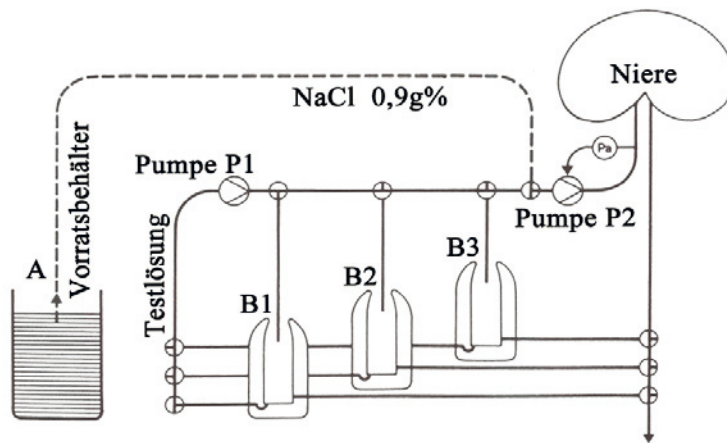 Niere
NaCl 0,9g%
Pa
Pumpe P1
Pumpe P2
Vorratsbehälter
A
Testlösung
B1
B2
B3